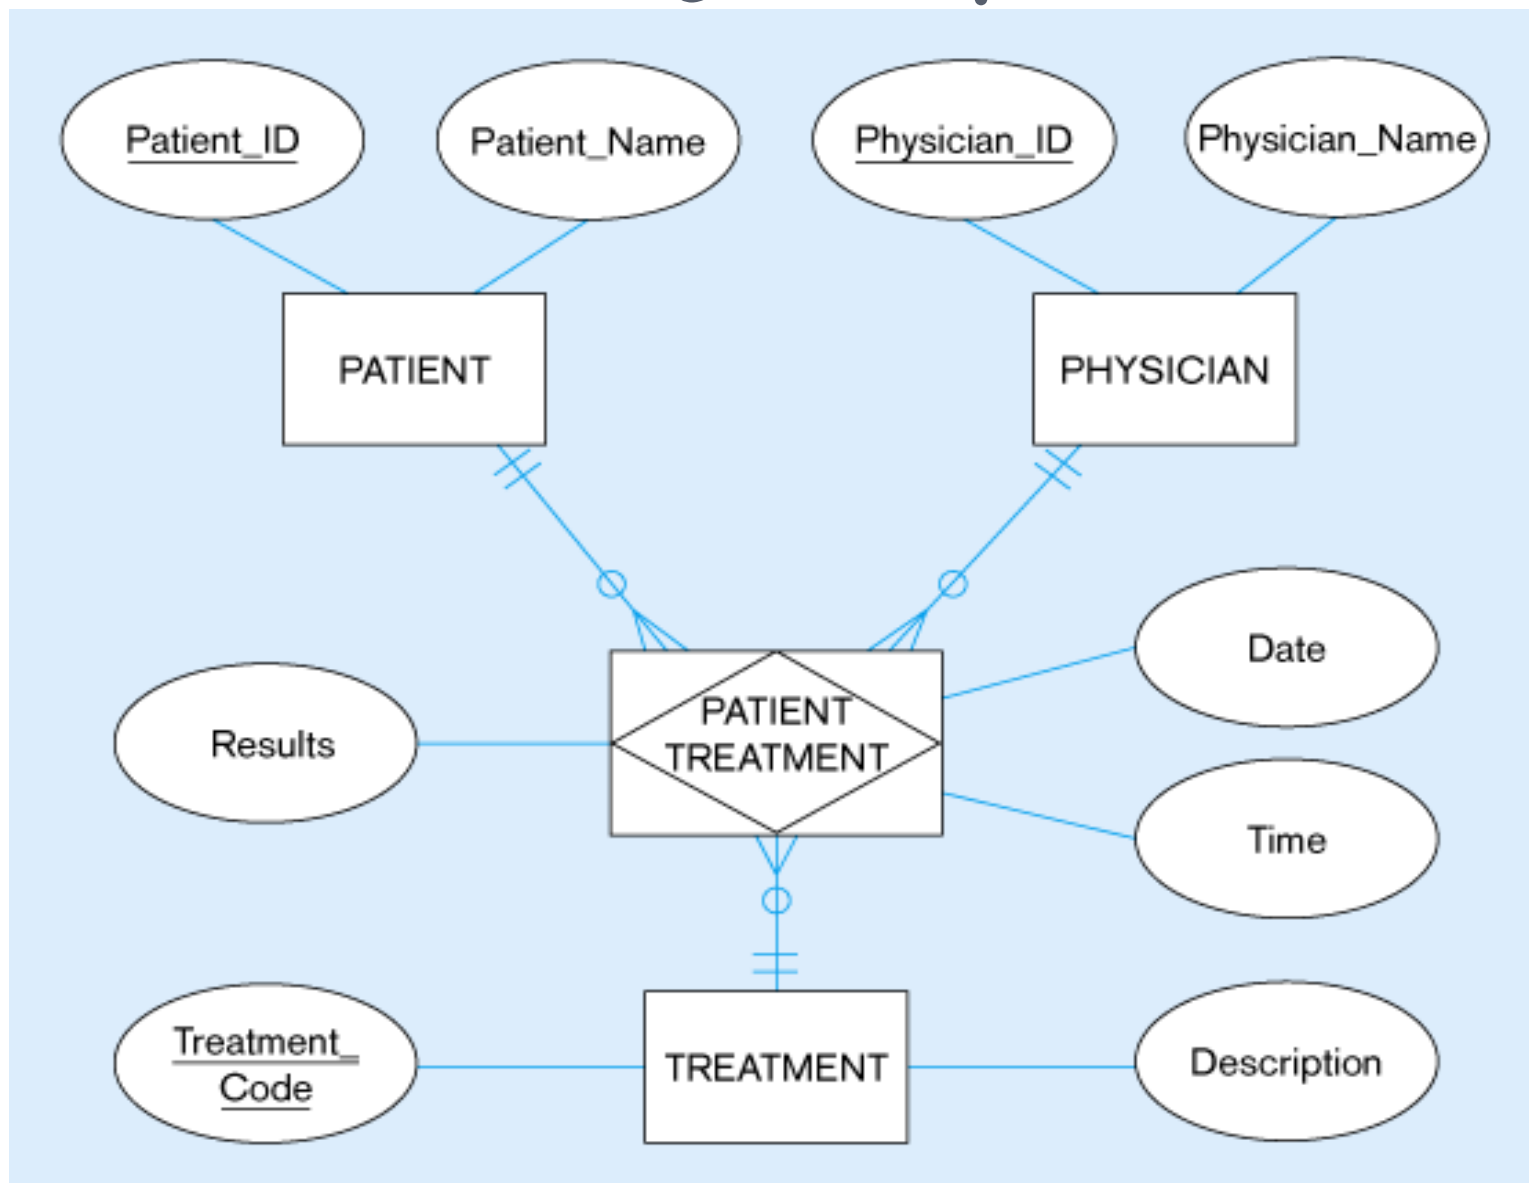 Patient_ID
Patient_Name
Physician_ID
Physician_Name
PATIENT
PHYSICIAN
Date
PATIENT
TREATMENT
Results
Time
Treatment_
Code
TREATMENT
Description